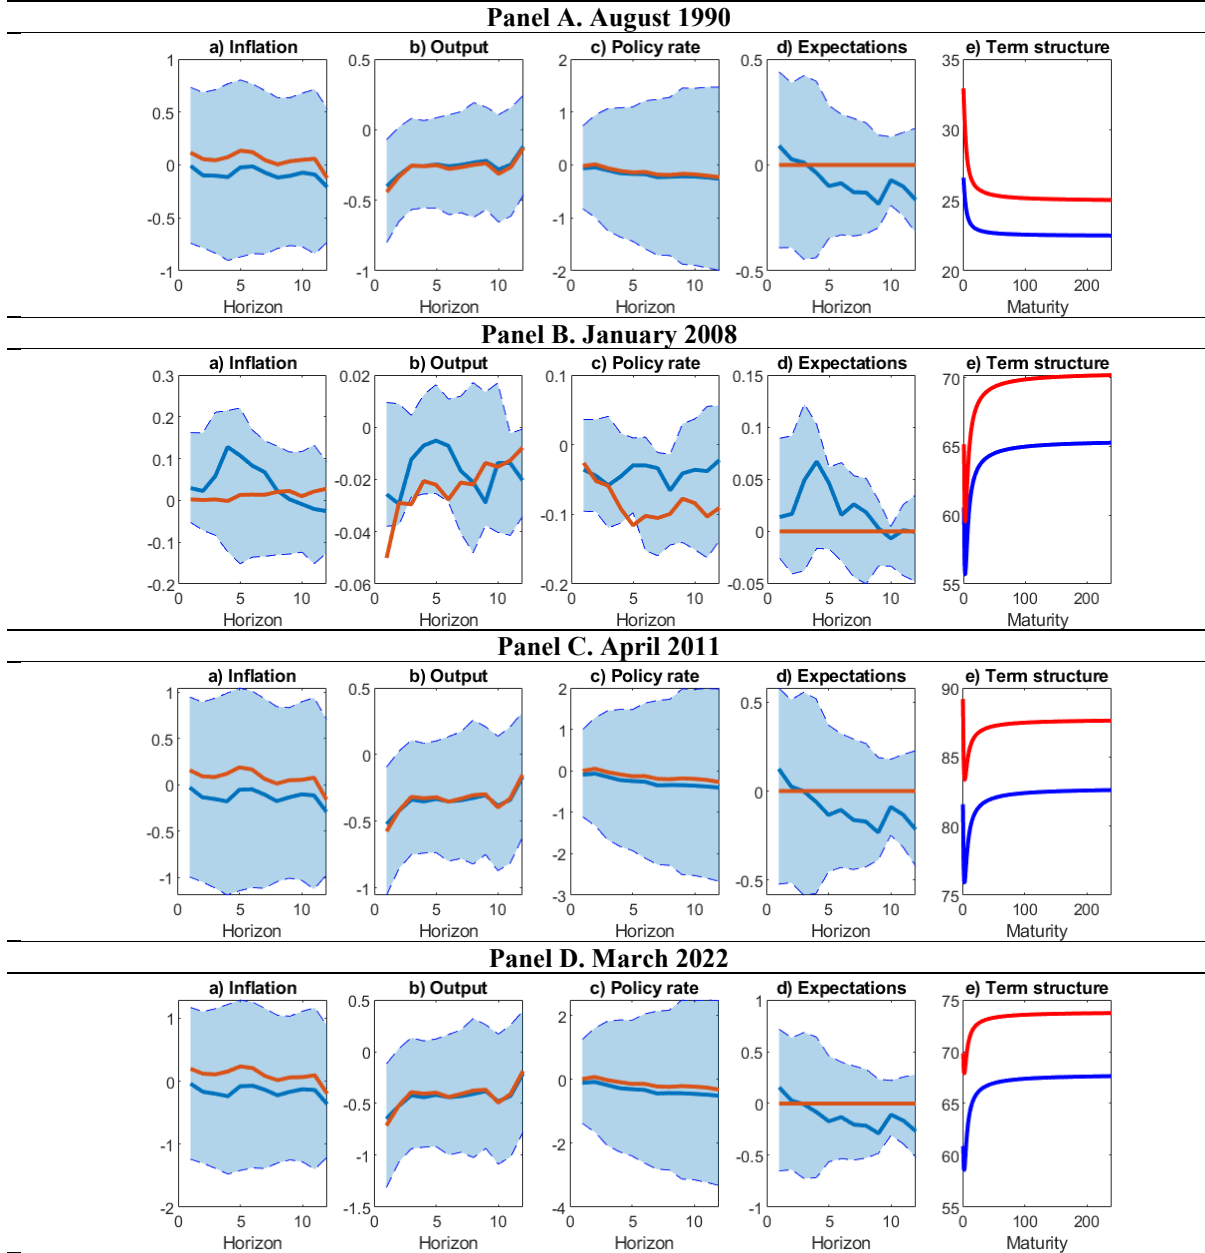 Panel A. August 1990
a) Inflation b) Output c) Policy rate d) Expectations e) Term structure
1 0.5 2 0.5 35
0.5 0 1 30
0 0 0
-0.5 -0.5 -1 25
-1 -1 -2 -0.5 20
0 5 10 0 5 10 0 5 10 0 5 10 0 100 200
Horizon Horizon Horizon Horizon Maturity
Panel B. January 2008
a) Inflation b) Output c) Policy rate d) Expectations e) Term structure
0.3 0.02 0.1 0.15 70
0.2 0 0.1
0.1 0 65
-0.02 0.05
0 -0.1 60
-0.1 -0.04 0
-0.2 -0.06 -0.2 -0.05 55
0 5 10 0 5 10 0 5 10 0 5 10 0 100 200
Horizon Horizon Horizon Horizon Maturity
Panel C. April 2011
a) Inflation b) Output c) Policy rate d) Expectations e) Term structure
1 0.5 2 0.5 90
0.5 0 1 85
0 0 0
-0.5 -0.5 -1 80
-2
-1 -1 -3 -0.5 75
0 5 10 0 5 10 0 5 10 0 5 10 0 100 200
Horizon Horizon Horizon Horizon Maturity
Panel D. March 2022
a) Inflation b) Output c) Policy rate d) Expectations e) Term structure
1 0.5 2 1 75
0 0 0.5 70
0 -0.5 0 65
-1 -1 -2 -0.5 60
-2 -1.5 -4 -1 55
0 5 10 0 5 10 0 5 10 0 5 10 0 100 200
Horizon Horizon Horizon Horizon Maturity